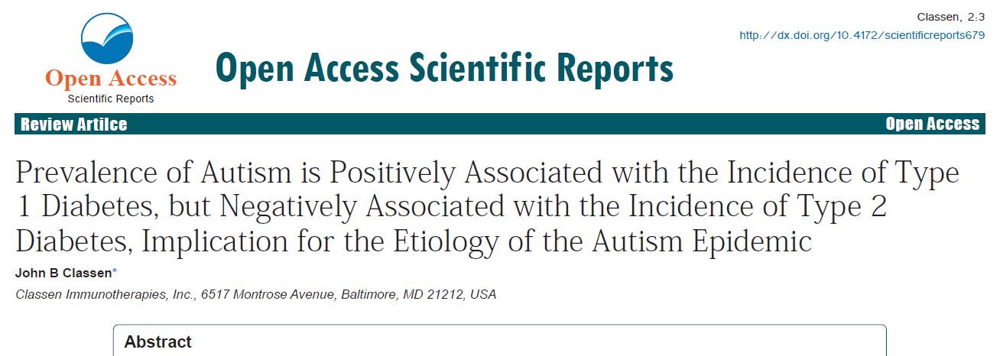 Classen, 2:3
http://dx.doi.org/10.4172/scientificreports679
Open Access
Scientific Reports
Open Access Scientific Reports
Review Artilce
Open Access
Prevalence of Autism is Positively Associated with the Incidence of Type
1 Diabetes, but Negatively Associated with the Incidence of Type 2
Diabetes, Implication for the Etiology of the Autism Epidemic
John B Classen*
Classen Immunotherapies, Inc., 6517 Montrose Avenue, Baltimore, MD 21212, USA
Abstract